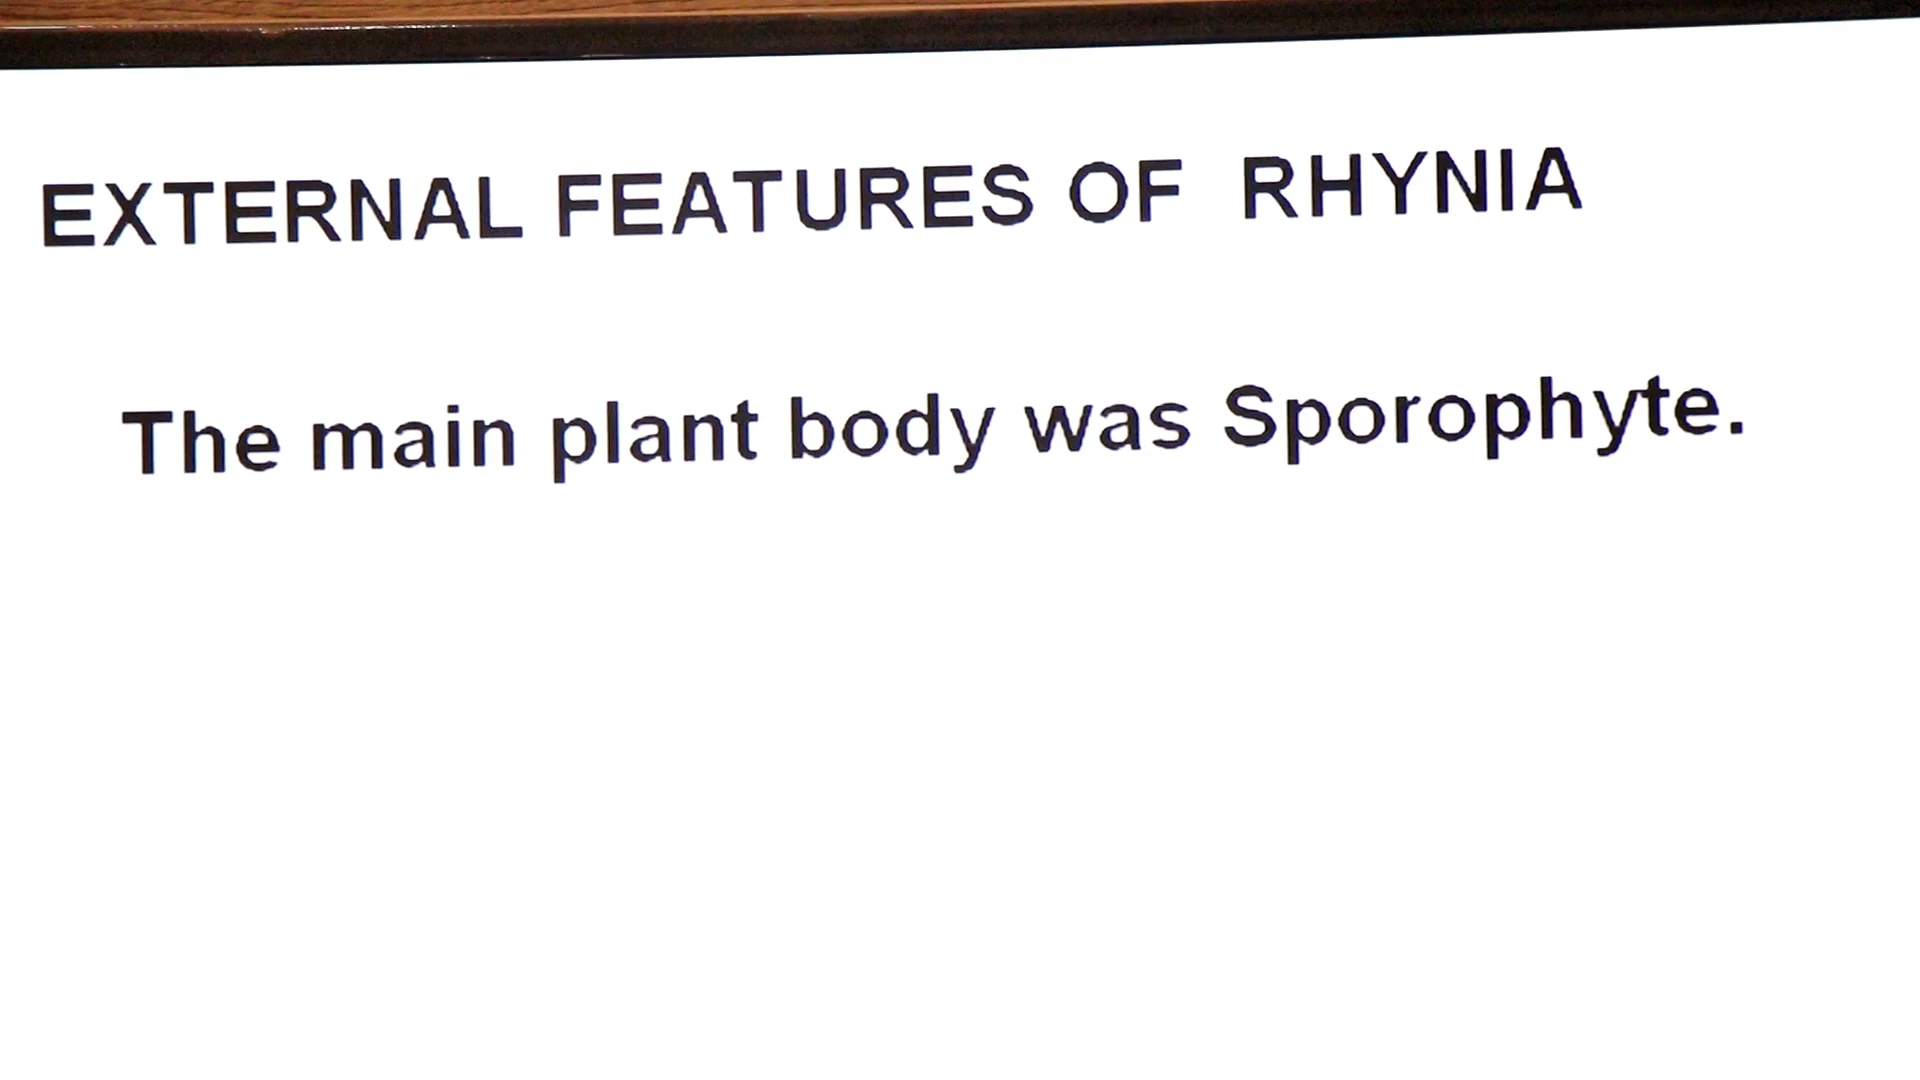 EXTERNAL FEATURES OF RHYNIA
The main plant body was Sporophyte.